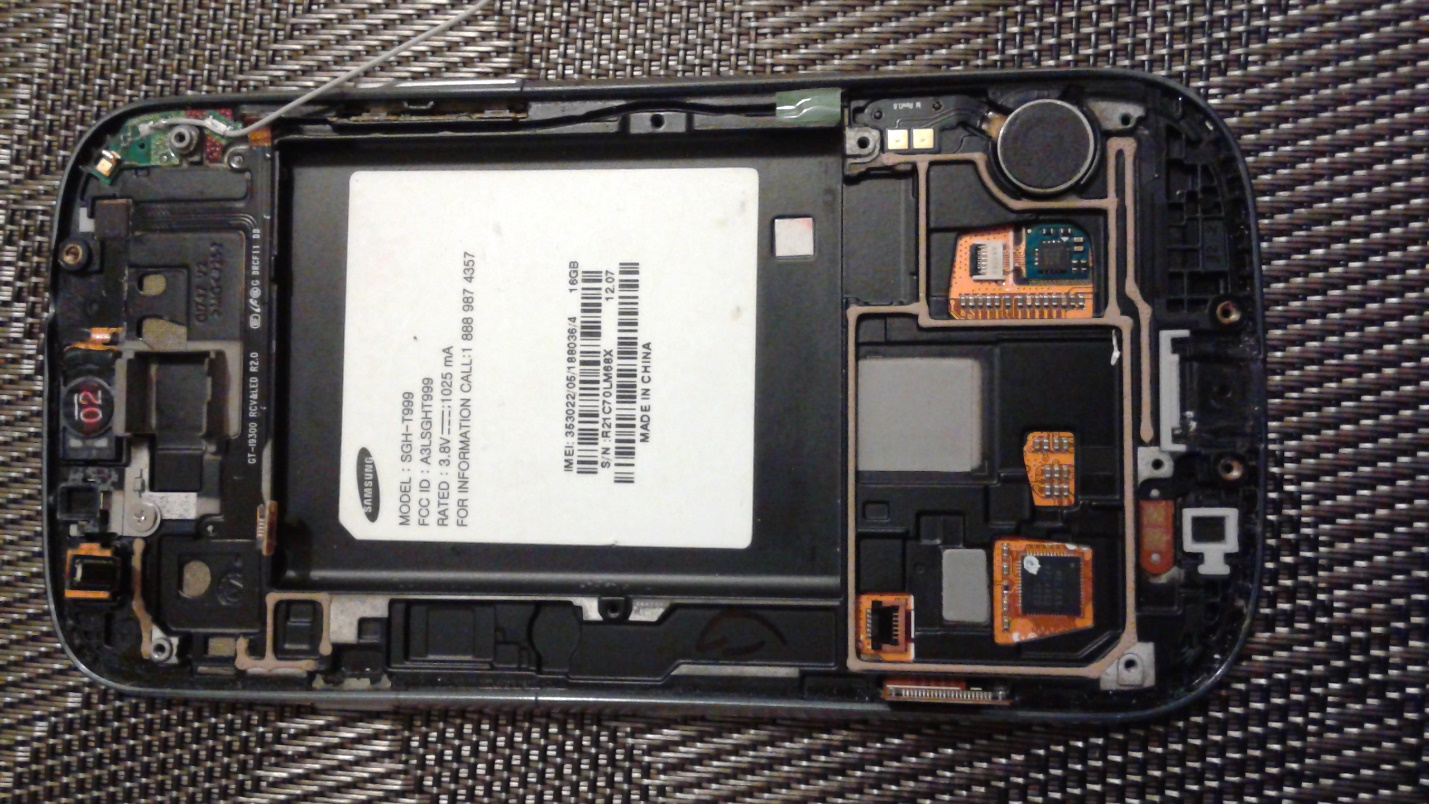 SAMSUNG
MODEL : SGH-T999
FCC ID : A3LSGHT999
RATED : 3.8V⎓;1025 mA
FOR INFORMATION CALL:1 888 987 4357
IMEI: 353022/05/188036/4 16GB
S/N :R21C70LM68X 12.07
MADE IN CHINA
GT-I9300 RCV&LED R2.0
DRCF11
02